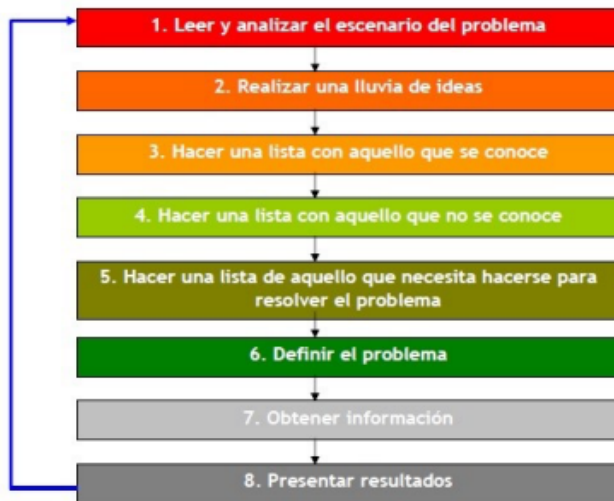 1. Leer y analizar el escenario del problema
2. Realizar una lluvia de ideas
3. Hacer una lista con aquello que se conoce
4. Hacer una lista con aquello que no se conoce
5. Hacer una lista de aquello que necesita hacerse para
resolver el problema
6. Definir el problema
7. Obtener información
8. Presentar resultados